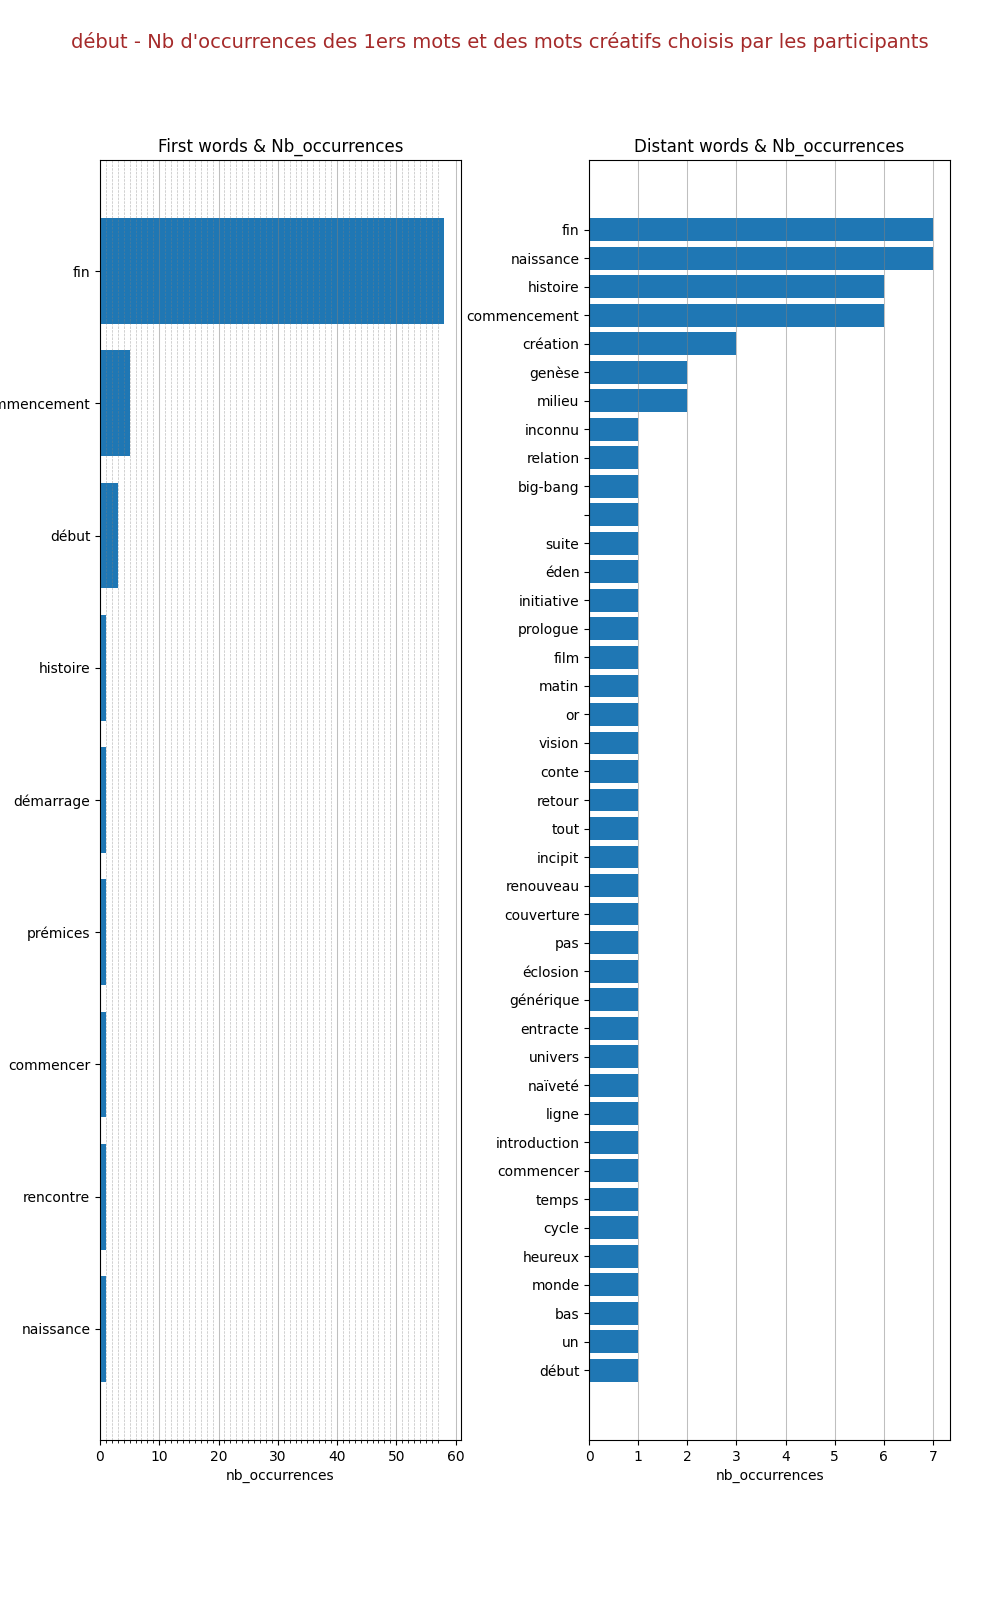 début - Nb d'occurrences des 1ers mots et des mots créatifs choisis par les participants
First words & Nb_occurrences
fin
mmencement
début
histoire
démarrage
prémices
commencer
rencontre
naissance
0 10 20 30 40 50 60
nb_occurrences
Distant words & Nb_occurrences
fin
naissance
histoire
commencement
création
genèse
milieu
inconnu
relation
big-bang
suite
éden
initiative
prologue
film
matin
or
vision
conte
retour
tout
incipit
renouveau
couverture
pas
éclosion
générique
entracte
univers
naïveté
ligne
introduction
commencer
temps
cycle
heureux
monde
bas
un
début
0 1 2 3 4 5 6 7
nb_occurrences